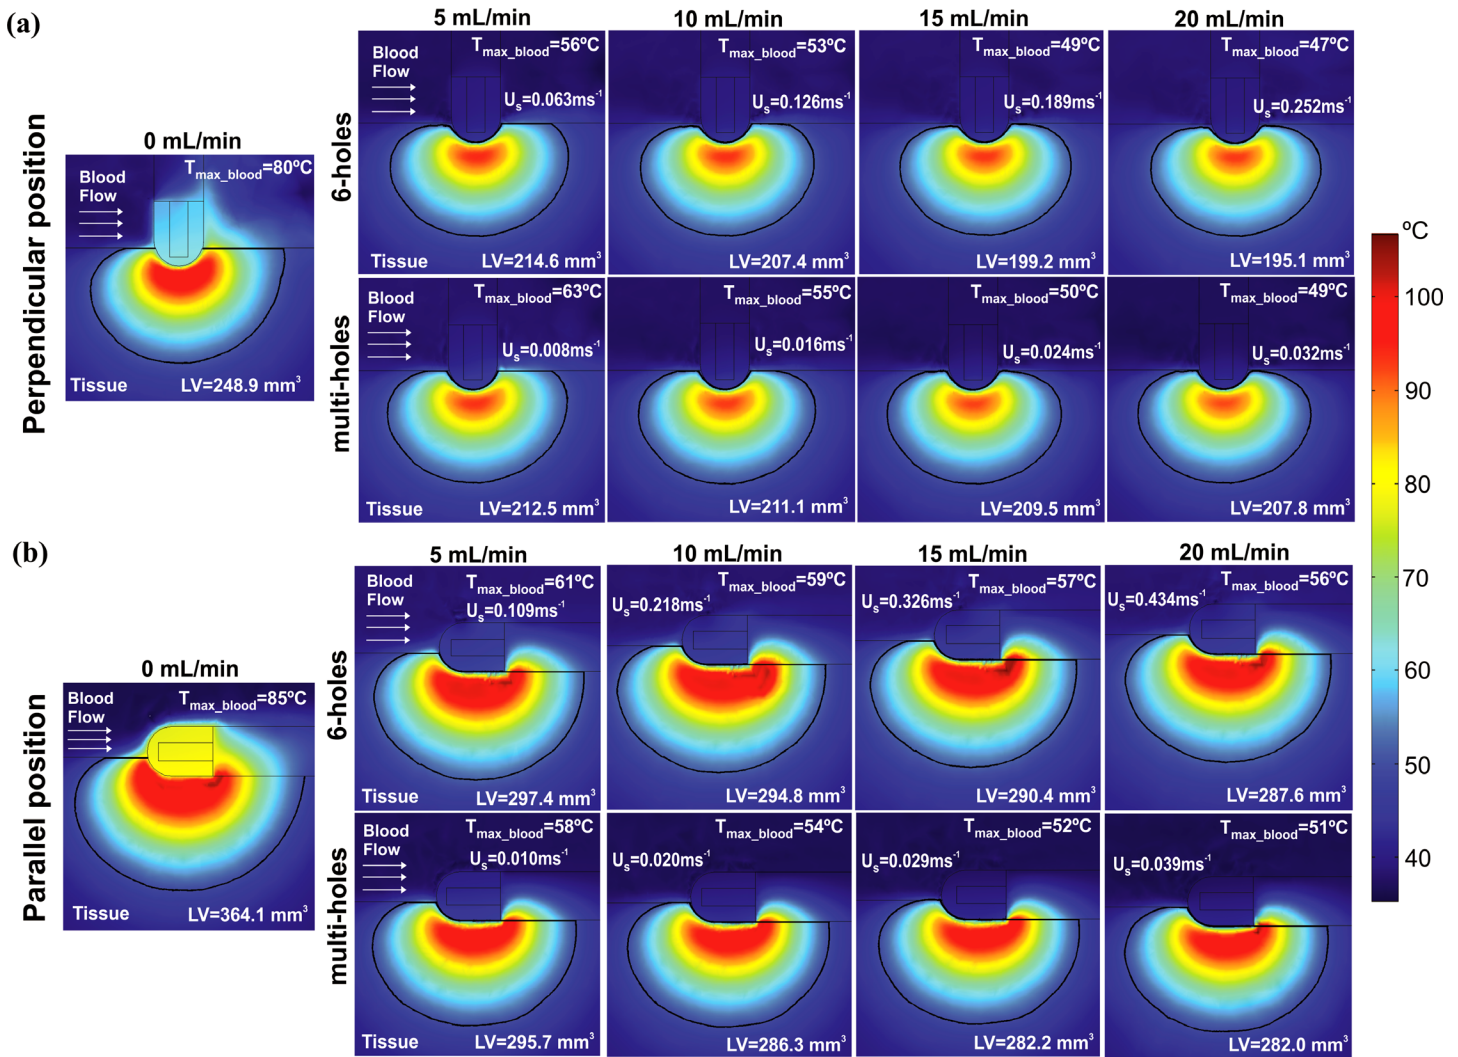 (a)
Perpendicular position
0 mL/min
Blood
Flow
Tmax_blood=80ºC
Tissue
LV=248.9 mm³
5 mL/min
10 mL/min
15 mL/min
20 mL/min
6-holes
Blood
Flow
Tmax_blood=56ºC
Us=0.063ms⁻¹
Tissue
LV=214.6 mm³
Tmax_blood=53ºC
Us=0.126ms⁻¹
LV=207.4 mm³
Tmax_blood=49ºC
Us=0.189ms⁻¹
LV=199.2 mm³
Tmax_blood=47ºC
Us=0.252ms⁻¹
LV=195.1 mm³
multi-holes
Blood
Flow
Tmax_blood=63ºC
Us=0.008ms⁻¹
Tissue
LV=212.5 mm³
Tmax_blood=55ºC
Us=0.016ms⁻¹
LV=211.1 mm³
Tmax_blood=50ºC
Us=0.024ms⁻¹
LV=209.5 mm³
Tmax_blood=49ºC
Us=0.032ms⁻¹
LV=207.8 mm³
(b)
Parallel position
0 mL/min
Blood
Flow
Tmax_blood=85ºC
Tissue
LV=364.1 mm³
5 mL/min
10 mL/min
15 mL/min
20 mL/min
6-holes
Blood
Flow
Tmax_blood=61ºC
Us=0.109ms⁻¹
Tissue
LV=297.4 mm³
Tmax_blood=59ºC
Us=0.218ms⁻¹
LV=294.8 mm³
Tmax_blood=57ºC
Us=0.326ms⁻¹
LV=290.4 mm³
Tmax_blood=56ºC
Us=0.434ms⁻¹
LV=287.6 mm³
multi-holes
Blood
Flow
Tmax_blood=58ºC
Us=0.010ms⁻¹
Tissue
LV=295.7 mm³
Tmax_blood=54ºC
Us=0.020ms⁻¹
LV=286.3 mm³
Tmax_blood=52ºC
Us=0.029ms⁻¹
LV=282.2 mm³
Tmax_blood=51ºC
Us=0.039ms⁻¹
LV=282.0 mm³
ºC
100
90
80
70
60
50
40